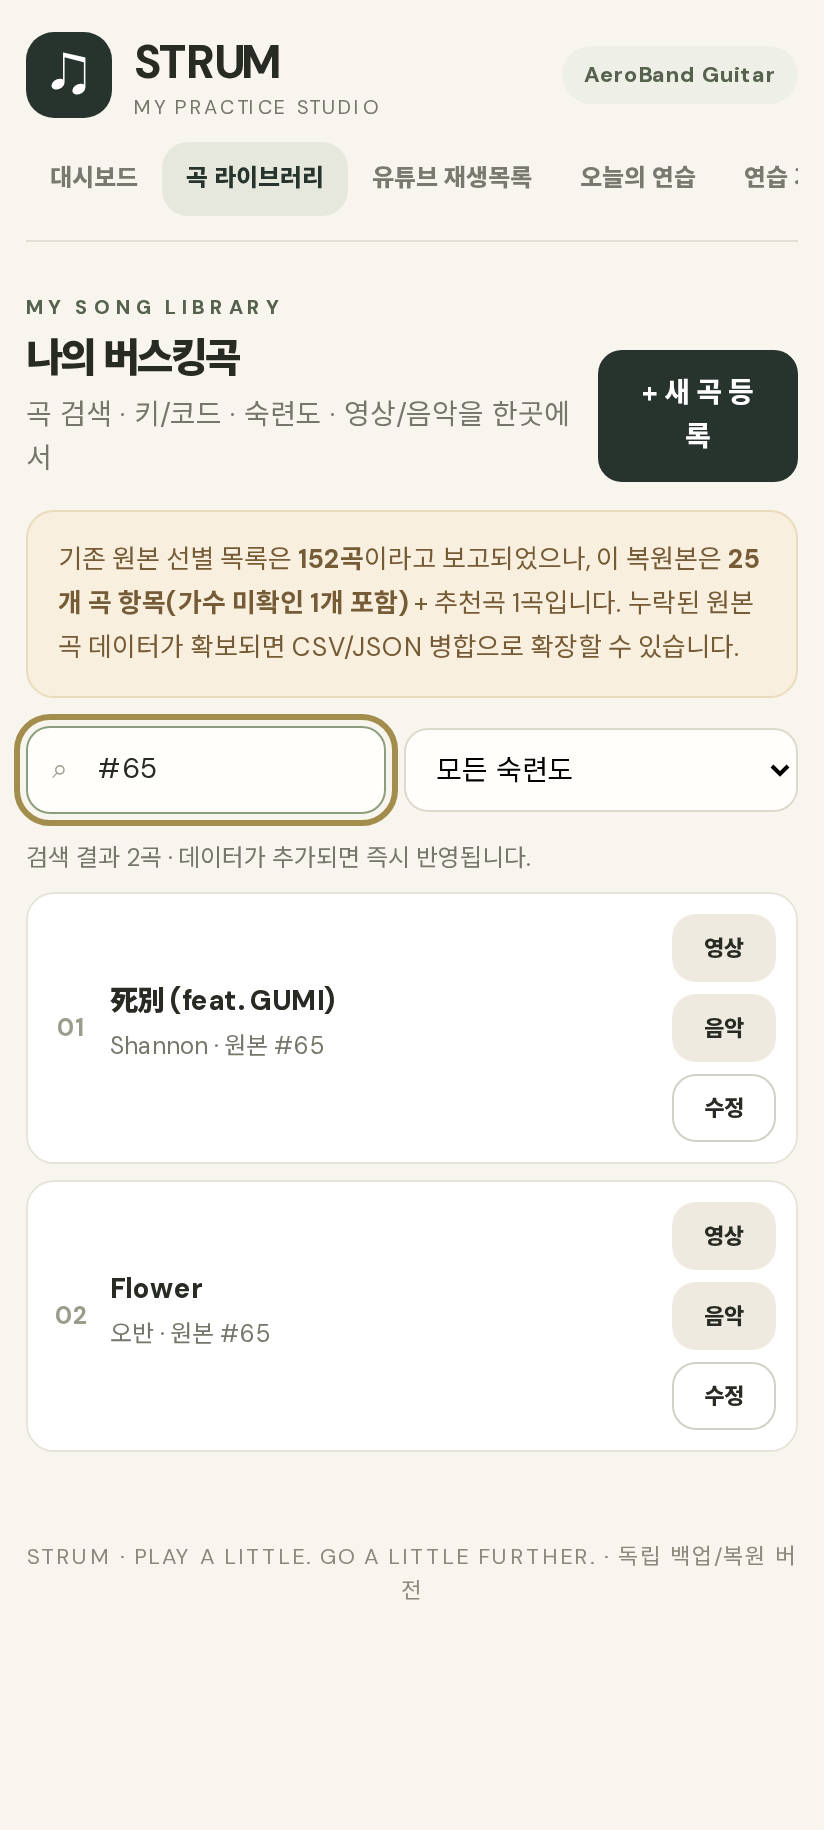 STRUM
MY PRACTICE STUDIO
AeroBand Guitar
대시보드
곡 라이브러리
유튜브 재생목록
오늘의 연습
연습
MY SONG LIBRARY
나의 버스킹곡
곡 검색 · 키/코드 · 숙련도 · 영상/음악을 한곳에
서
+ 새 곡 등
록
기존 원본 선별 목록은 152곡이라고 보고되었으나, 이 복원본은 25
개 곡 항목(가수 미확인 1개 포함) + 추천곡 1곡입니다. 누락된 원본
곡 데이터가 확보되면 CSV/JSON 병합으로 확장할 수 있습니다.
#65
모든 숙련도
검색 결과 2곡 · 데이터가 추가되면 즉시 반영됩니다.
01
死別 (feat. GUMI)
Shannon · 원본 #65
영상
음악
수정
02
Flower
오반 · 원본 #65
영상
음악
수정
STRUM · PLAY A LITTLE. GO A LITTLE FURTHER. · 독립 백업/복원 버
전